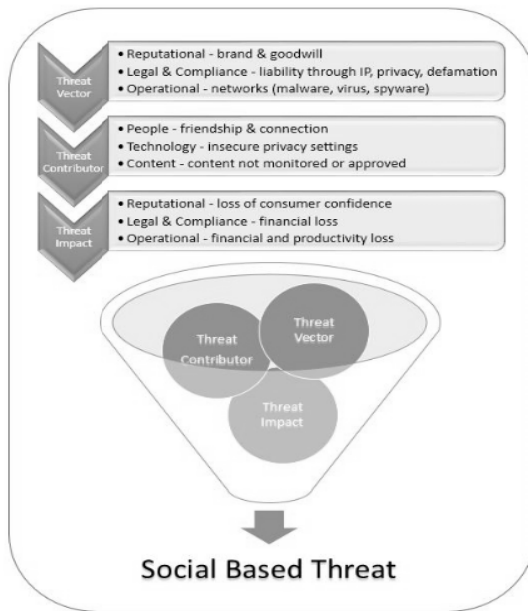 Threat
Vector
• Reputational - brand & goodwill
• Legal & Compliance - liability through IP, privacy, defamation
• Operational - networks (malware, virus, spyware)
Threat
Contributor
• People - friendship & connection
• Technology - insecure privacy settings
• Content - content not monitored or approved
Threat
Impact
• Reputational - loss of consumer confidence
• Legal & Compliance - financial loss
• Operational - financial and productivity loss
Threat
Contributor
Threat
Vector
Threat
Impact
Social Based Threat